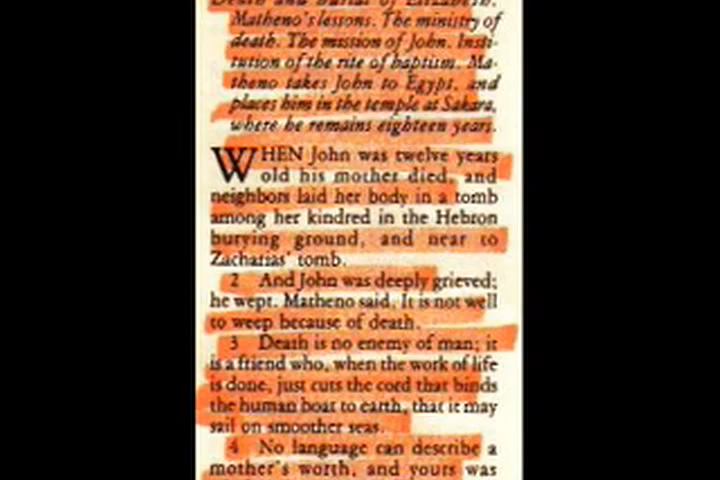 Death and burial of Elizabeth.
Matheno's lessons. The ministry of
death. The mission of John. Insti-
tution of the rite of baptism. Ma-
theno takes John to Egypt, and
places him in the temple at Sakara,
where he remains eighteen years.
WHEN John was twelve years
old his mother died, and
neighbors laid her body in a tomb
among her kindred in the Hebron
burying ground, and near to
Zacharias' tomb.
2 And John was deeply grieved;
he wept. Matheno said, It is not well
to weep because of death.
3 Death is no enemy of man; it
is a friend who, when the work of life
is done, just cuts the cord that binds
the human boat to earth, that it may
sail on smoother seas.
4 No language can describe a
mother's worth, and yours was